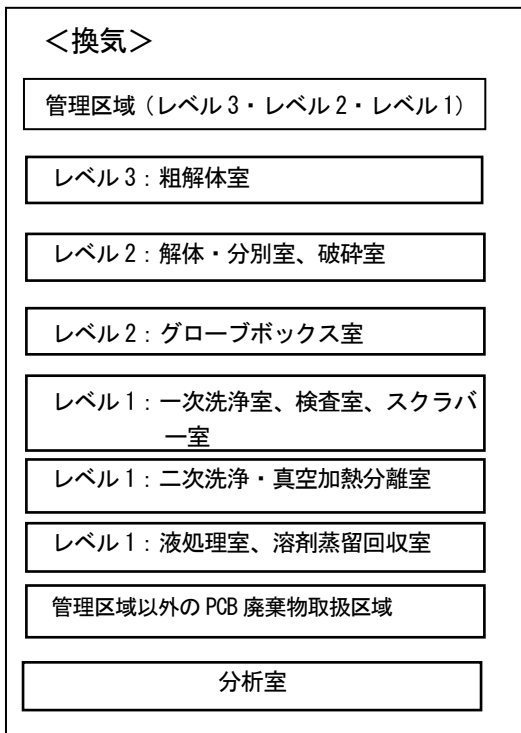 ＜換気＞
管理区域（レベル3・レベル2・レベル1）
レベル3：粗解体室
レベル2：解体・分別室、破砕室
レベル2：グローブボックス室
レベル1：一次洗浄室、検査室、スクラバ
ー室
レベル1：二次洗浄・真空加熱分離室
レベル1：液処理室、溶剤蒸留回収室
管理区域以外の PCB 廃棄物取扱区域
分析室